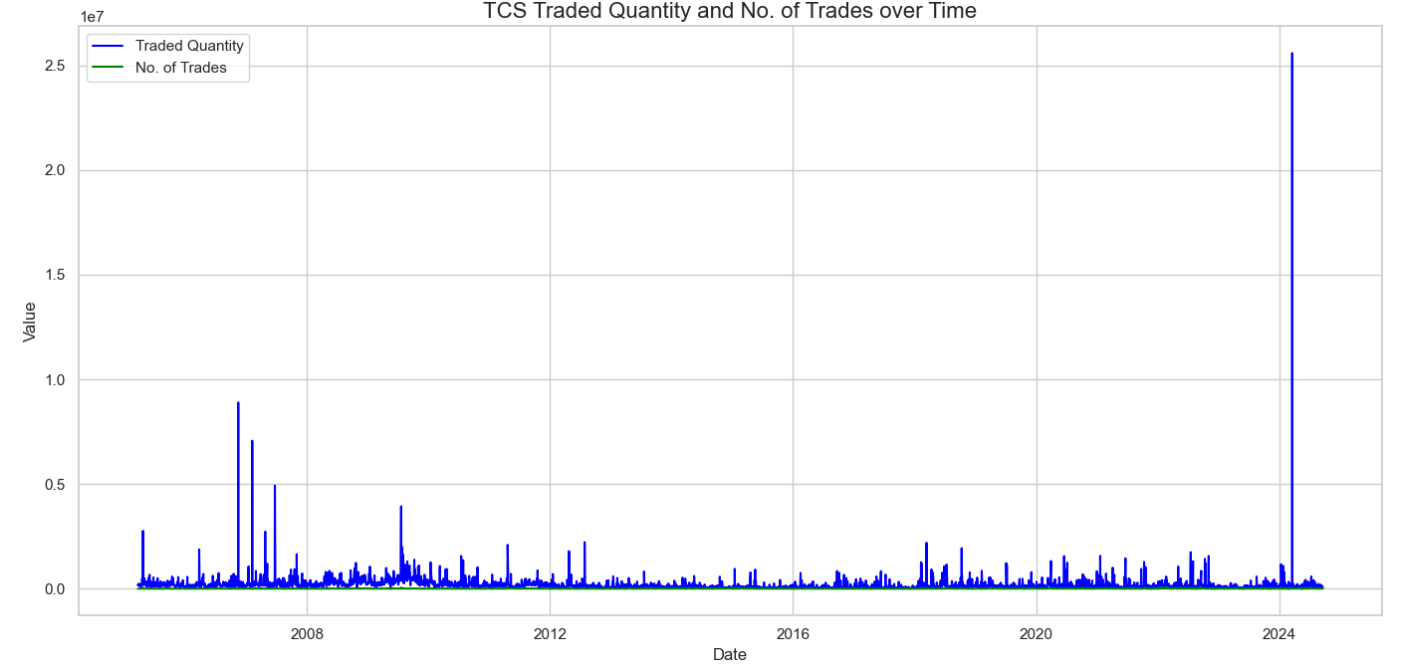 TCS Traded Quantity and No. of Trades over Time
1e7
Traded Quantity
No. of Trades
2.5
2.0
1.5
1.0
0.5
0.0
Value
2008 2012 2016 2020 2024
Date